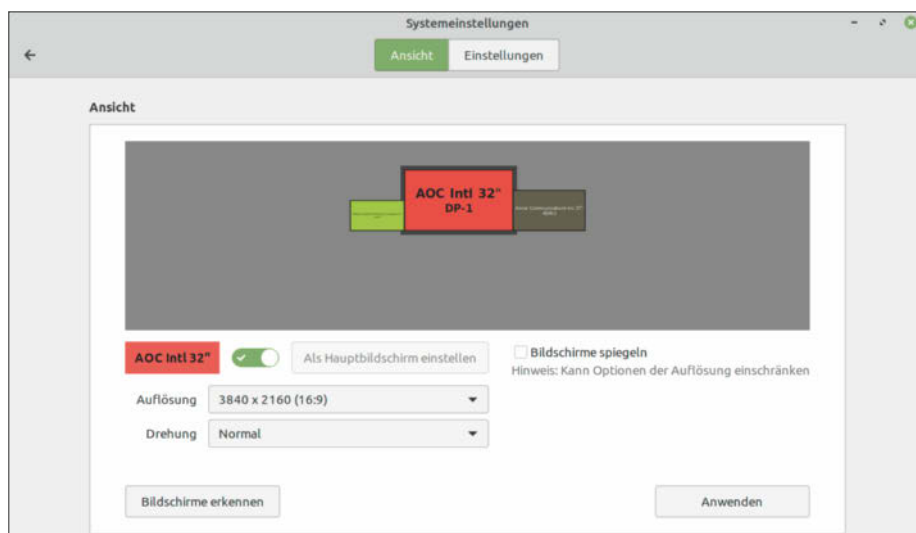 Systemeinstellungen
Ansicht
Einstellungen
Ansicht
AOC Intl 32"
DP-1
AOC Intl 32"
Als Hauptbildschirm einstellen
Bildschirme spiegeln
Hinweis: Kann Optionen der Auflösung einschränken
Auflösung
3840 x 2160 (16:9)
Drehung
Normal
Bildschirme erkennen
Anwenden